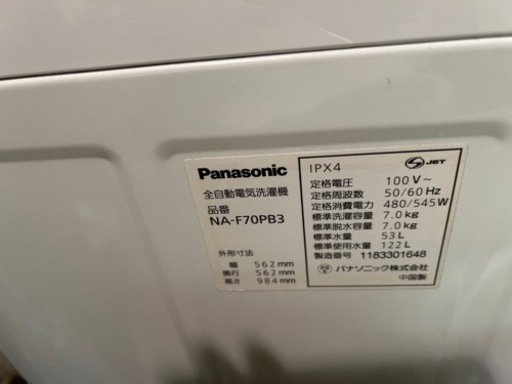 Panasonic
全自動電気洗濯機
品番
NA-F70PB3
外形寸法
幅 562 mm
奥行 562 mm
高さ 984 mm
IPX4
JET
定格電圧 100 V~
定格周波数 50/60 Hz
定格消費電力 480/545W
標準洗濯容量 7.0 kg
標準脱水容量 7.0 kg
標準水量 53 L
標準使用水量 122 L
製造番号 1183301648
パナソニック株式会社
中国製